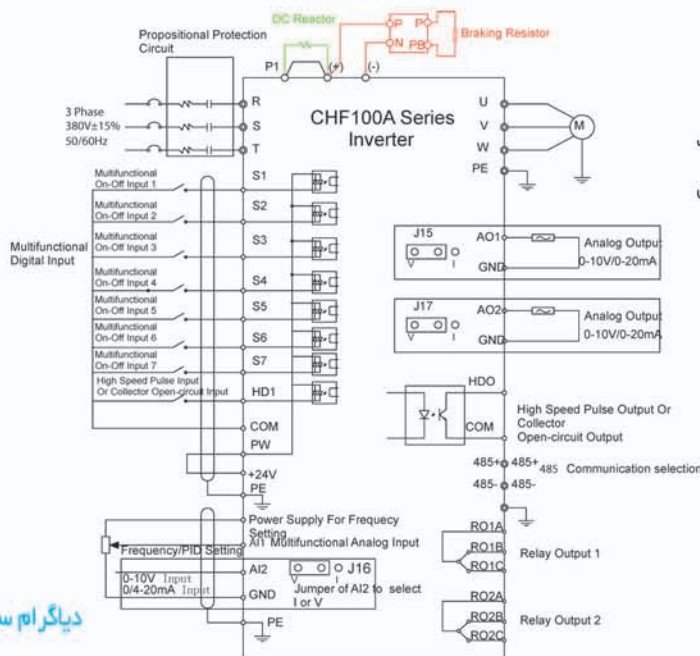 DC Reactor
P
P
N
PB
Braking Resistor
Propositional Protection
Circuit
P1
(+)
(-)
3 Phase
380V±15%
50/60Hz
R
S
T
CHF100A Series
Inverter
U
V
W
PE
M
Multifunctional
Digital Input
Multifunctional
On-Off Input 1
S1
Multifunctional
On-Off Input 2
S2
Multifunctional
On-Off Input 3
S3
Multifunctional
On-Off Input 4
S4
Multifunctional
On-Off Input 5
S5
Multifunctional
On-Off Input 6
S6
Multifunctional
On-Off Input 7
S7
High Speed Pulse Input
Or Collector Open-circuit Input
HD1
COM
PW
+24V
PE
J15
V
I
AO1
GND
Analog Output
0-10V/0-20mA
J17
V
I
AO2
GND
Analog Output
0-10V/0-20mA
HDO
COM
High Speed Pulse Output Or
Collector
Open-circuit Output
485+
485+
485-
485-
485 Communication selection
Power Supply For Frequecy
Setting
AI1 Multifunctional Analog Input
Frequency/PID Setting
AI2
0-10V Input
0/4-20mA Input
GND
J16
V
I
Jumper of AI2 to select
I or V
PE
RO1A
RO1B
RO1C
Relay Output 1
RO2A
RO2B
RO2C
Relay Output 2
دیاگرام